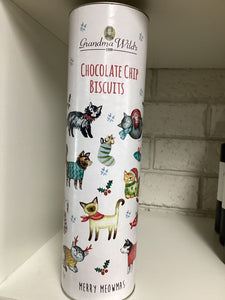 Grandma Wild's
CHOCOLATE CHIP
BISCUITS
MERRY MEOWMAS